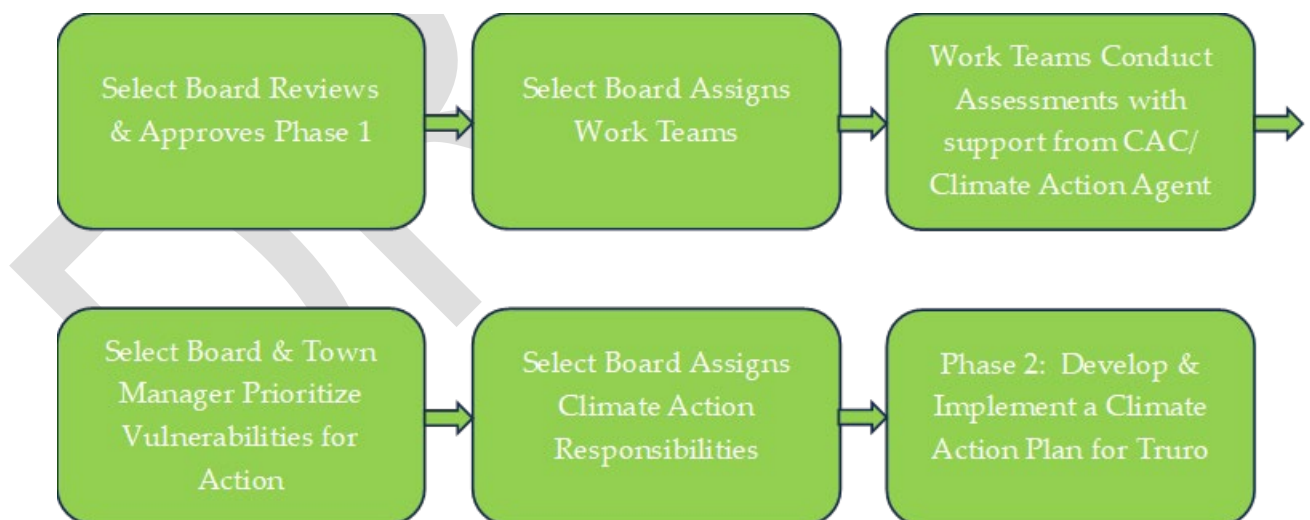 Select Board Reviews
& Approves Phase 1
Select Board Assigns
Work Teams
Work Teams Conduct
Assessments with
support from CAC/
Climate Action Agent
Select Board & Town
Manager Prioritize
Vulnerabilities for
Action
Select Board Assigns
Climate Action
Responsibilities
Phase 2:  Develop &
Implement a Climate
Action Plan for Truro